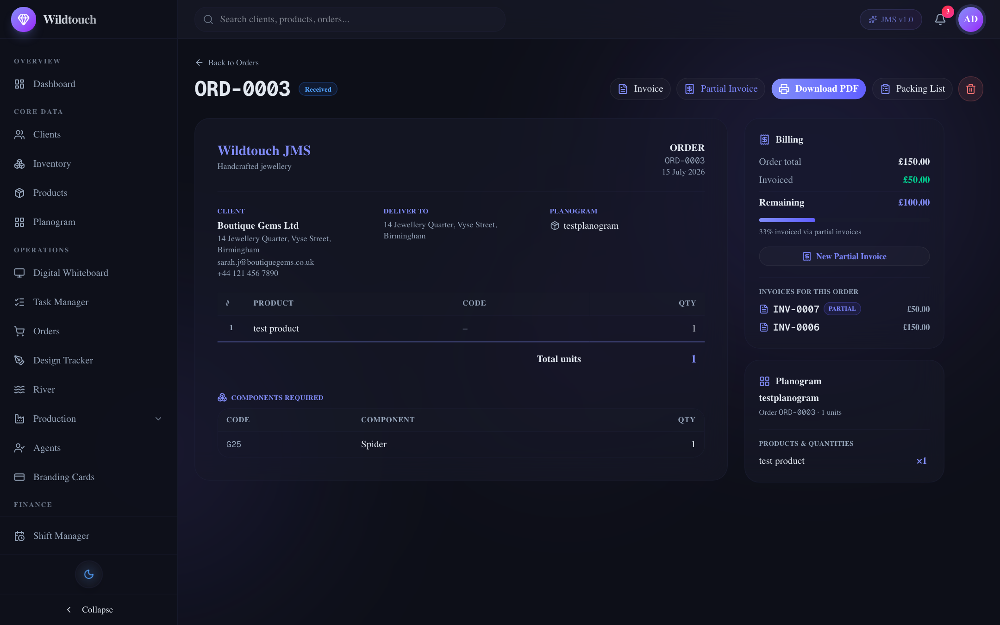 Wildtouch
Search clients, products, orders...
JMS v1.0
3
AD
OVERVIEW
Dashboard
CORE DATA
Clients
Inventory
Products
Planogram
OPERATIONS
Digital Whiteboard
Task Manager
Orders
Design Tracker
River
Production
Agents
Branding Cards
FINANCE
Shift Manager
Collapse
Back to Orders
ORD-0003 Received
Invoice
Partial Invoice
Download PDF
Packing List
Wildtouch JMS
Handcrafted jewellery
ORDER
ORD-0003
15 July 2026
CLIENT
Boutique Gems Ltd
14 Jewellery Quarter, Vyse Street,
Birmingham
sarah.j@boutiquegems.co.uk
+44 121 456 7890
DELIVER TO
14 Jewellery Quarter, Vyse Street,
Birmingham
PLANOGRAM
testplanogram
# PRODUCT CODE QTY
1 test product – 1
Total units 1
COMPONENTS REQUIRED
CODE COMPONENT QTY
G25 Spider 1
Billing
Order total £150.00
Invoiced £50.00
Remaining £100.00
33% invoiced via partial invoices
New Partial Invoice
INVOICES FOR THIS ORDER
INV-0007 PARTIAL £50.00
INV-0006 £150.00
Planogram
testplanogram
Order ORD-0003 · 1 units
PRODUCTS & QUANTITIES
test product ×1